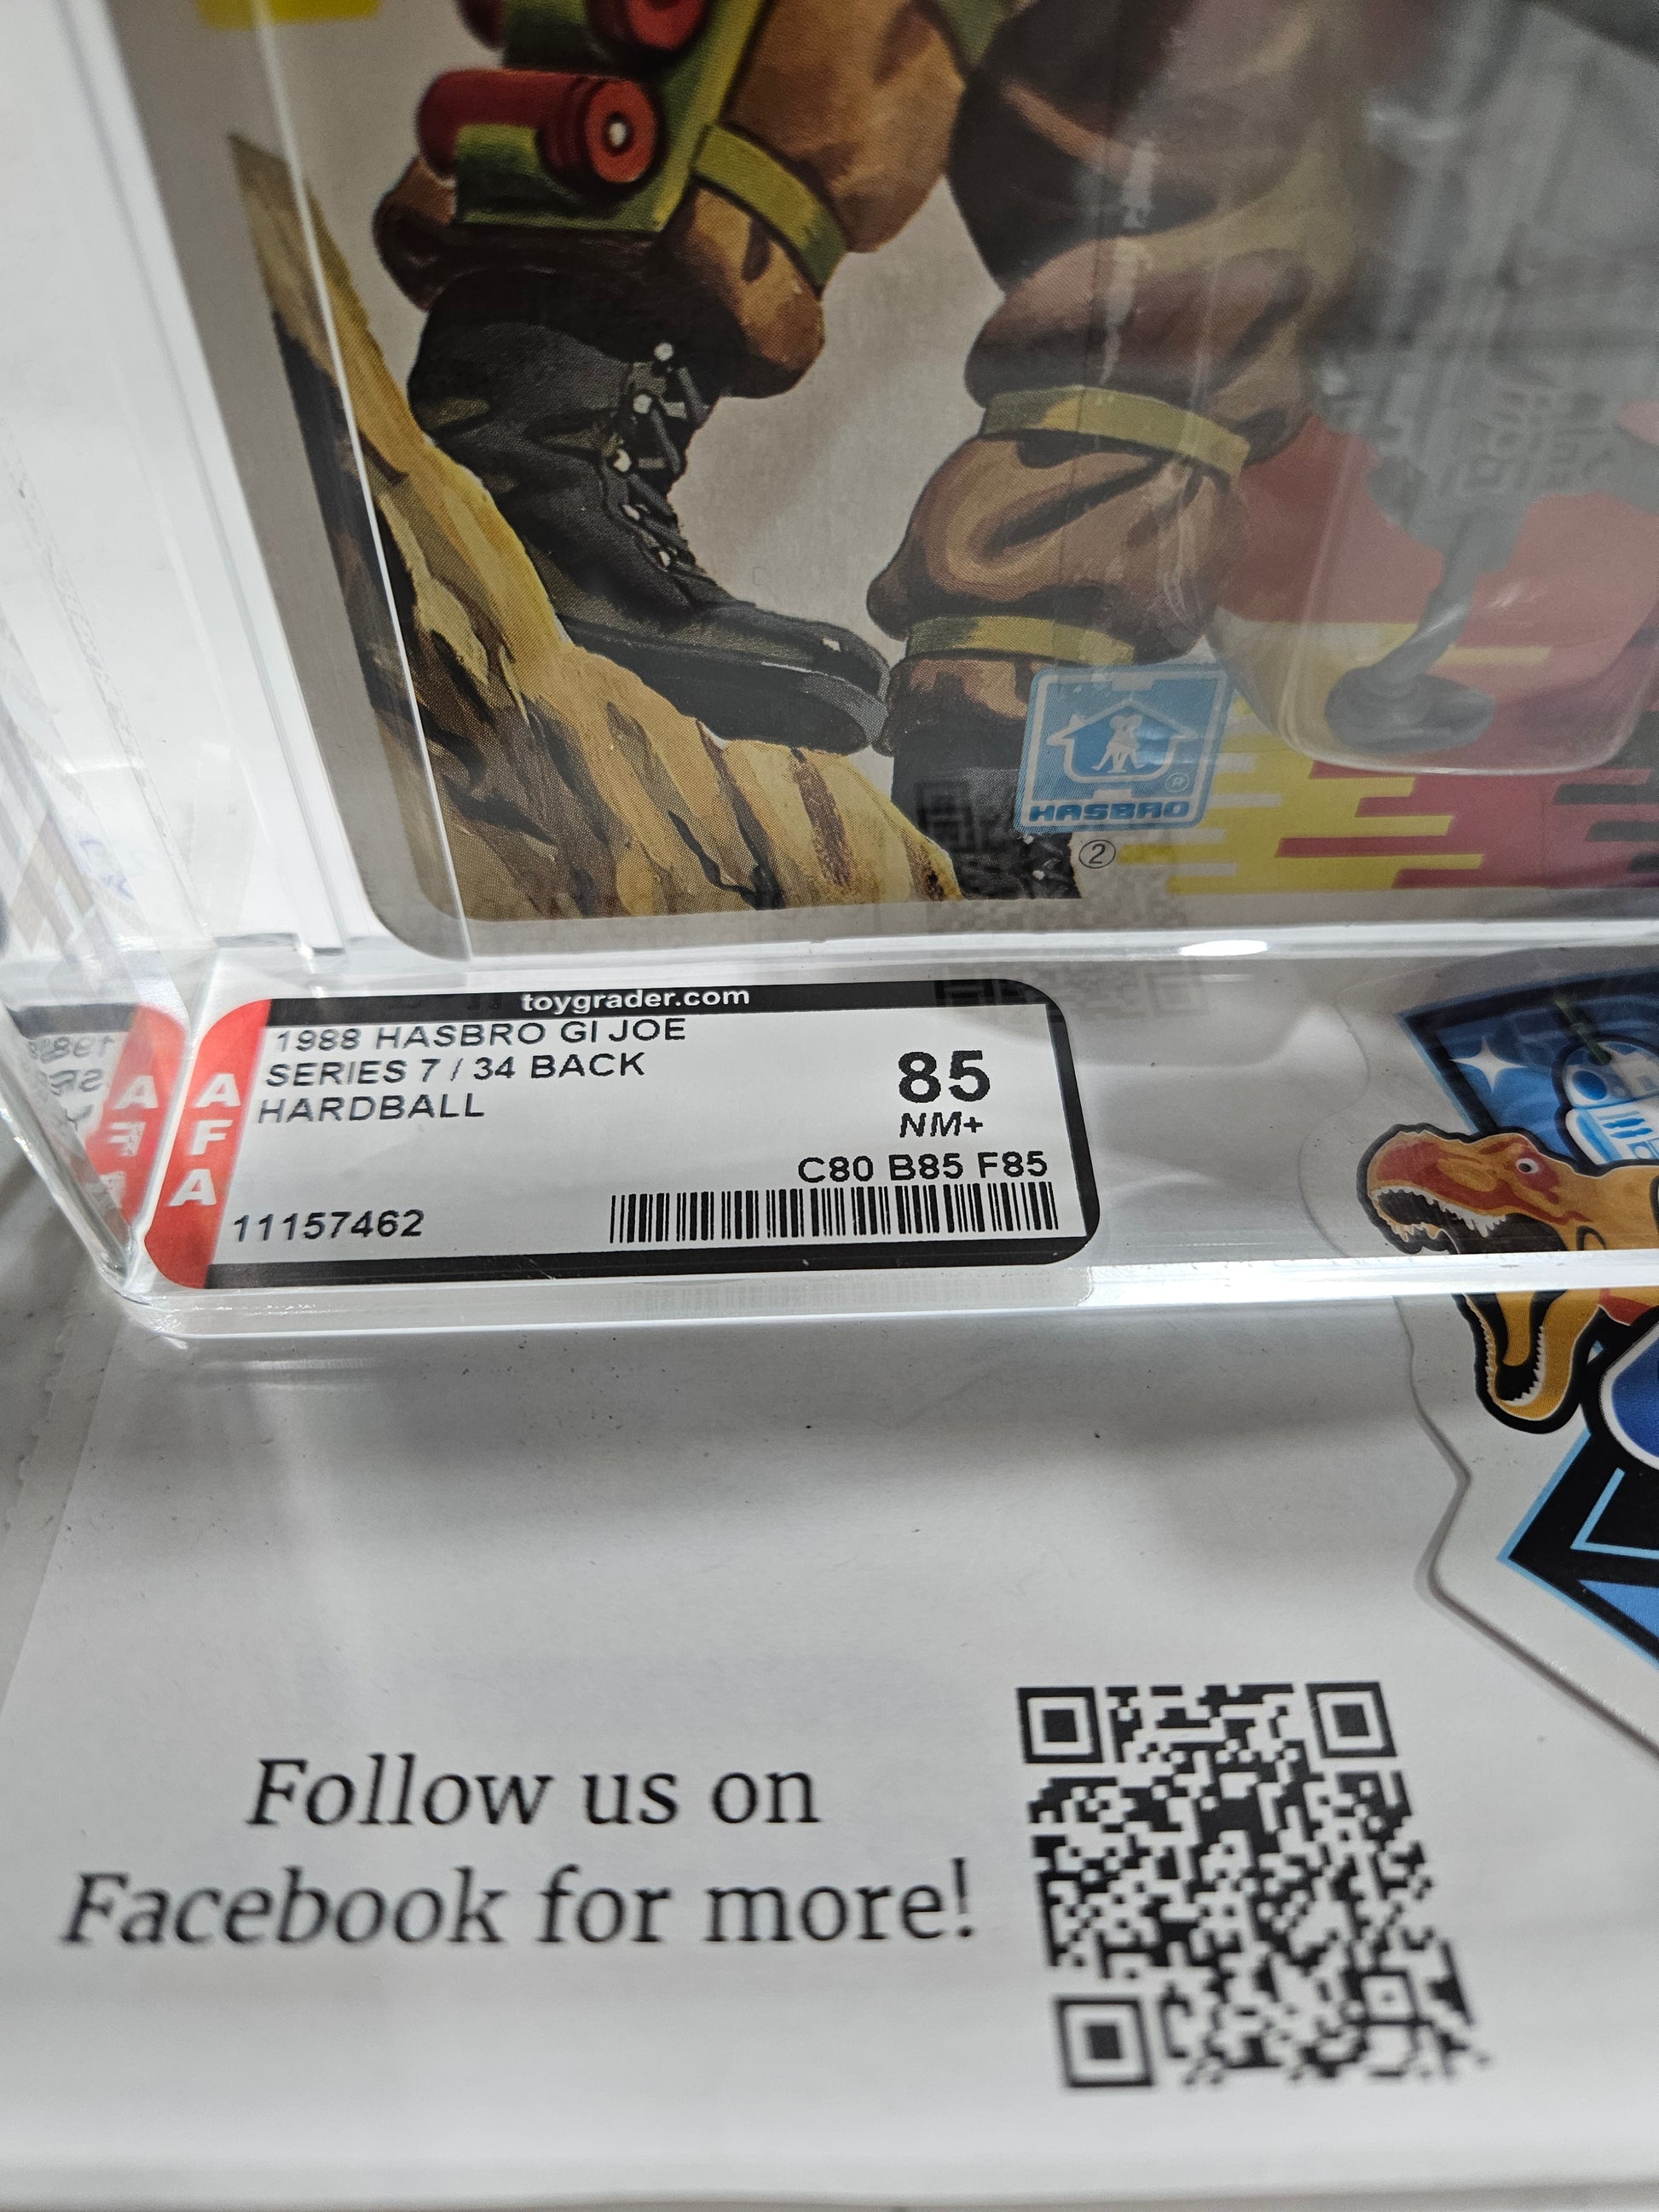 HASBRO
®
2
toygrader.com
1988 HASBRO GI JOE
SERIES 7 / 34 BACK
HARDBALL
85
NM+
C80 B85 F85
11157462
AFA
Follow us on
Facebook for more!